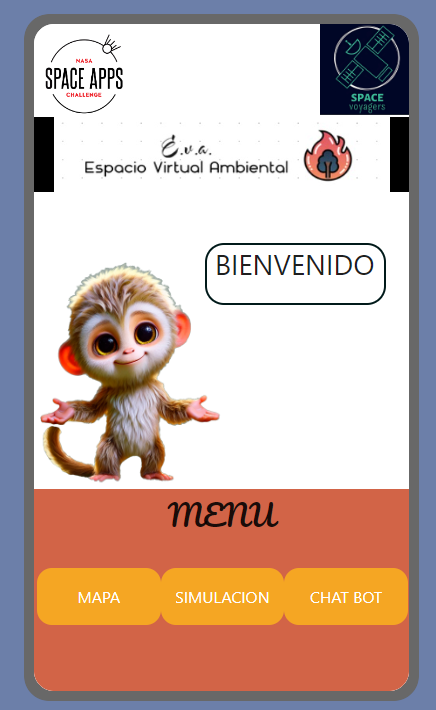 NASA
SPACE APPS
CHALLENGE
SPACE
voyagers
E.v.a.
Espacio Virtual Ambiental
BIENVENIDO
MENU
MAPA
SIMULACION
CHAT BOT